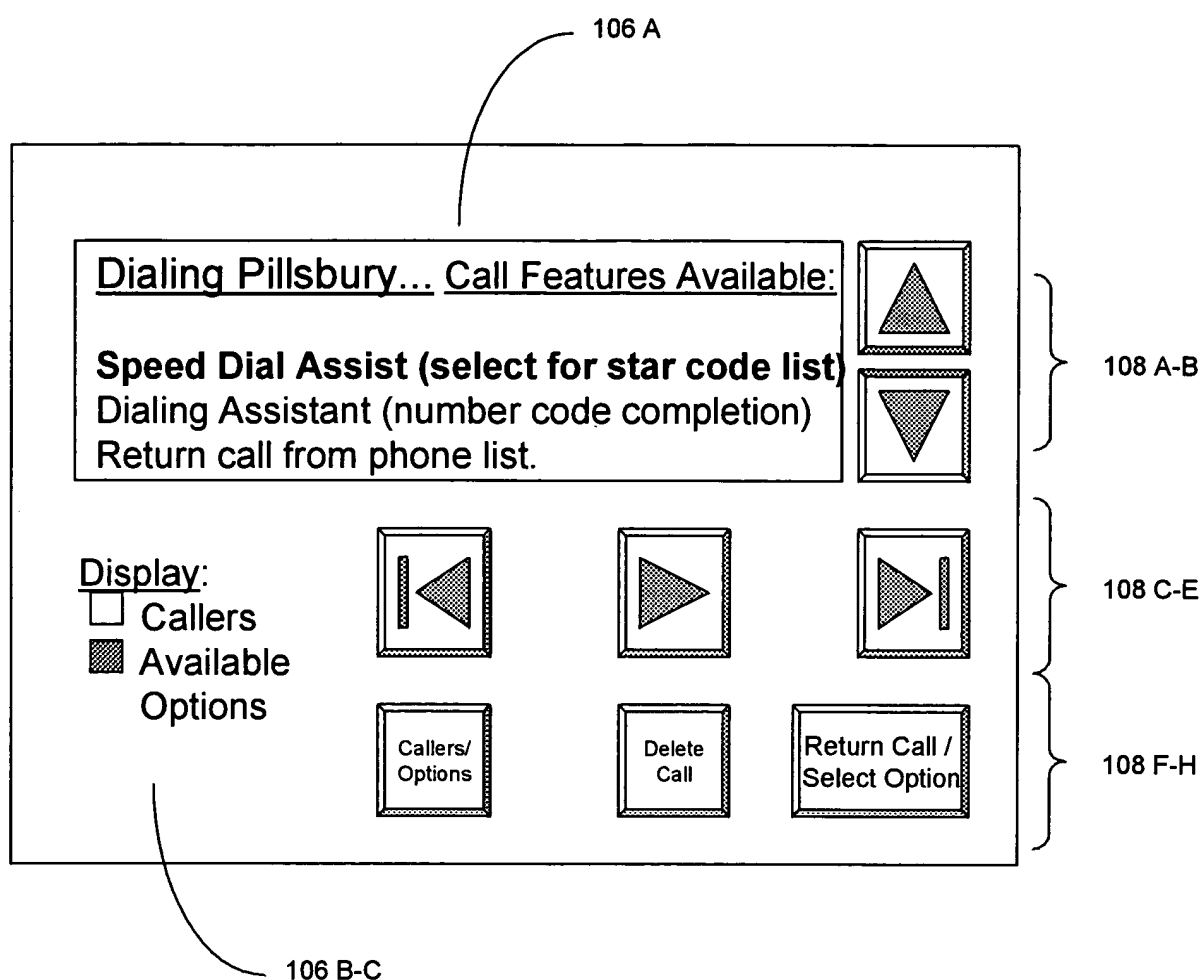 106 A
Dialing Pillsbury... Call Features Available:
Speed Dial Assist (select for star code list)
Dialing Assistant (number code completion)
Return call from phone list.
108 A-B
Display:
Callers
Available
Options
108 C-E
Callers/
Options
Delete
Call
Return Call /
Select Option
108 F-H
106 B-C